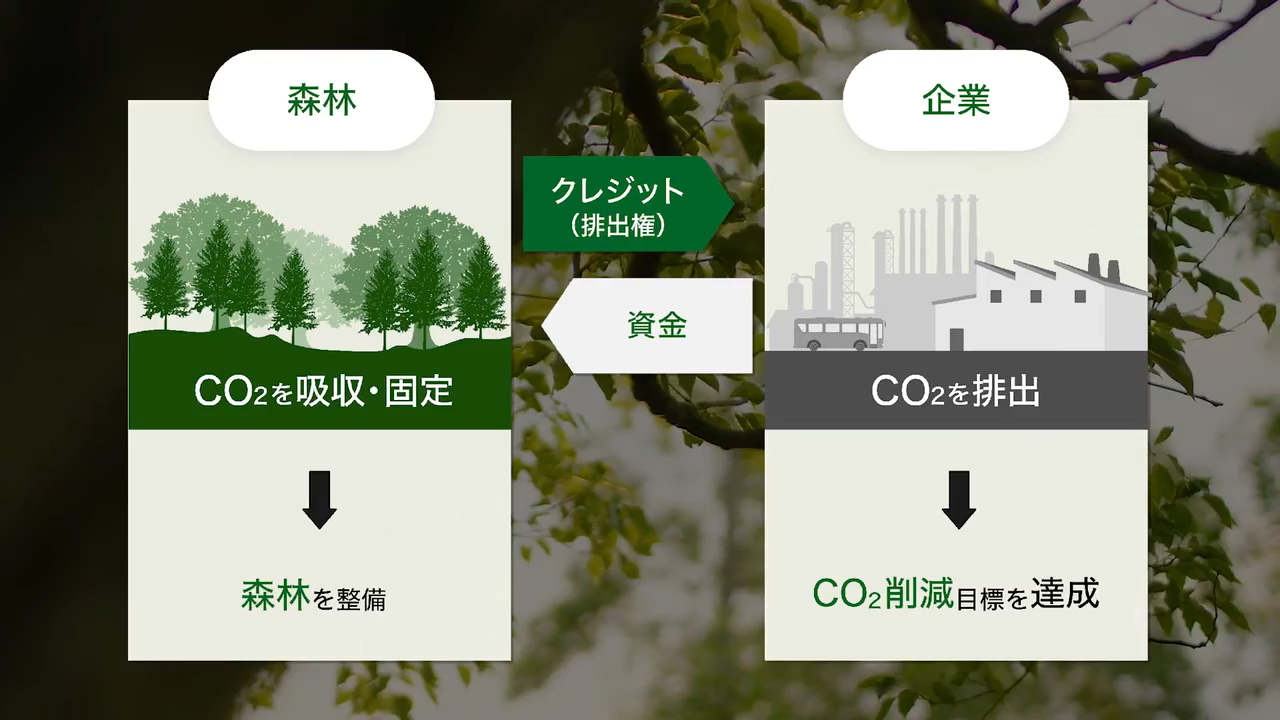 森林
CO2を吸収・固定
森林を整備
クレジット
（排出権）
資金
企業
CO2を排出
CO2削減目標を達成